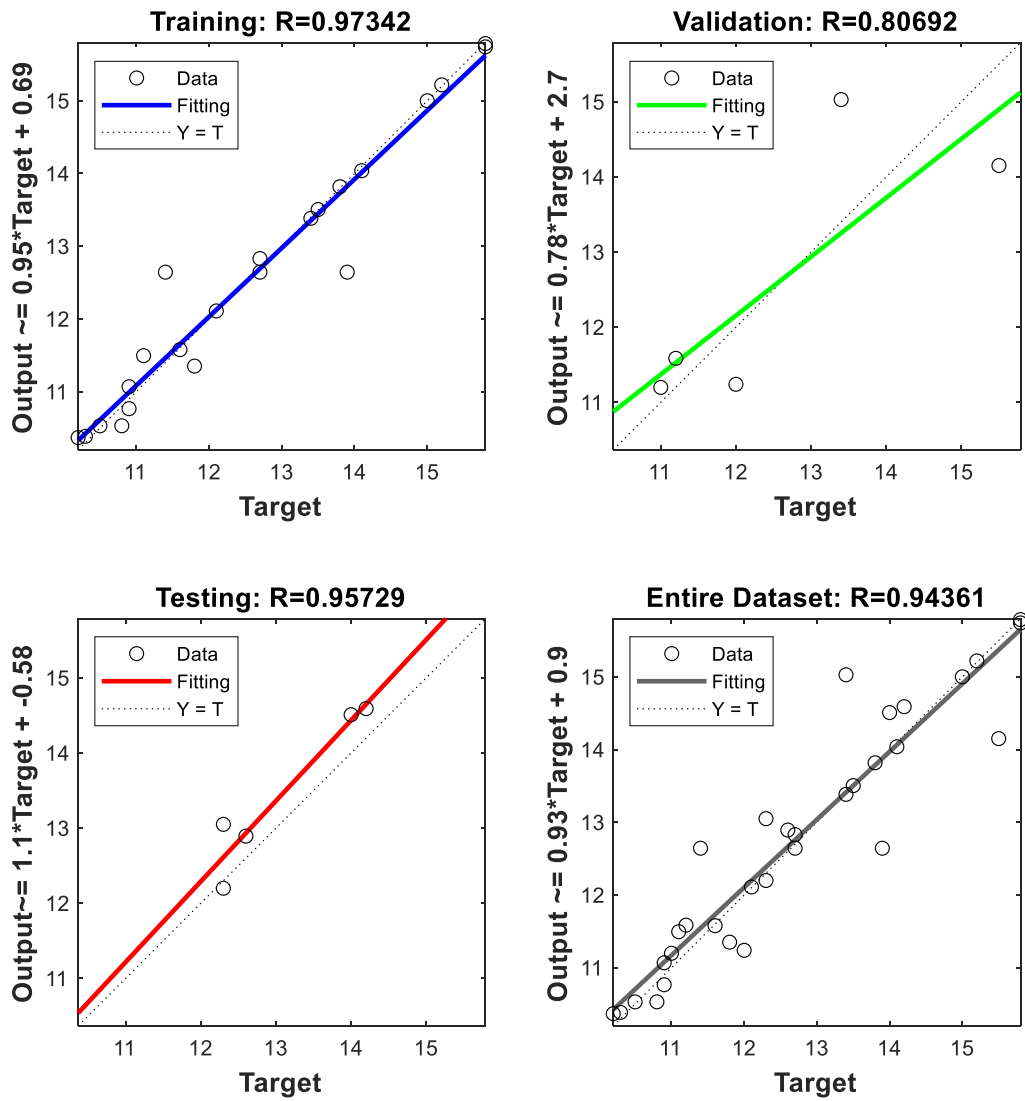 Training: R=0.97342
Output ~= 0.95*Target + 0.69
Data
Fitting
Y = T
15
14
13
12
11
11 12 13 14 15
Target
Validation: R=0.80692
Output ~= 0.78*Target + 2.7
Data
Fitting
Y = T
15
14
13
12
11
11 12 13 14 15
Target
Testing: R=0.95729
Output~= 1.1*Target + -0.58
Data
Fitting
Y = T
15
14
13
12
11
11 12 13 14 15
Target
Entire Dataset: R=0.94361
Output ~= 0.93*Target + 0.9
Data
Fitting
Y = T
15
14
13
12
11
11 12 13 14 15
Target